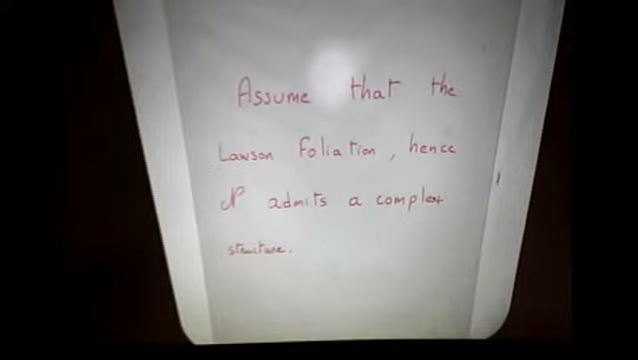 Assume that the
Lawson Foliation, hence
N admits a complex
structure.